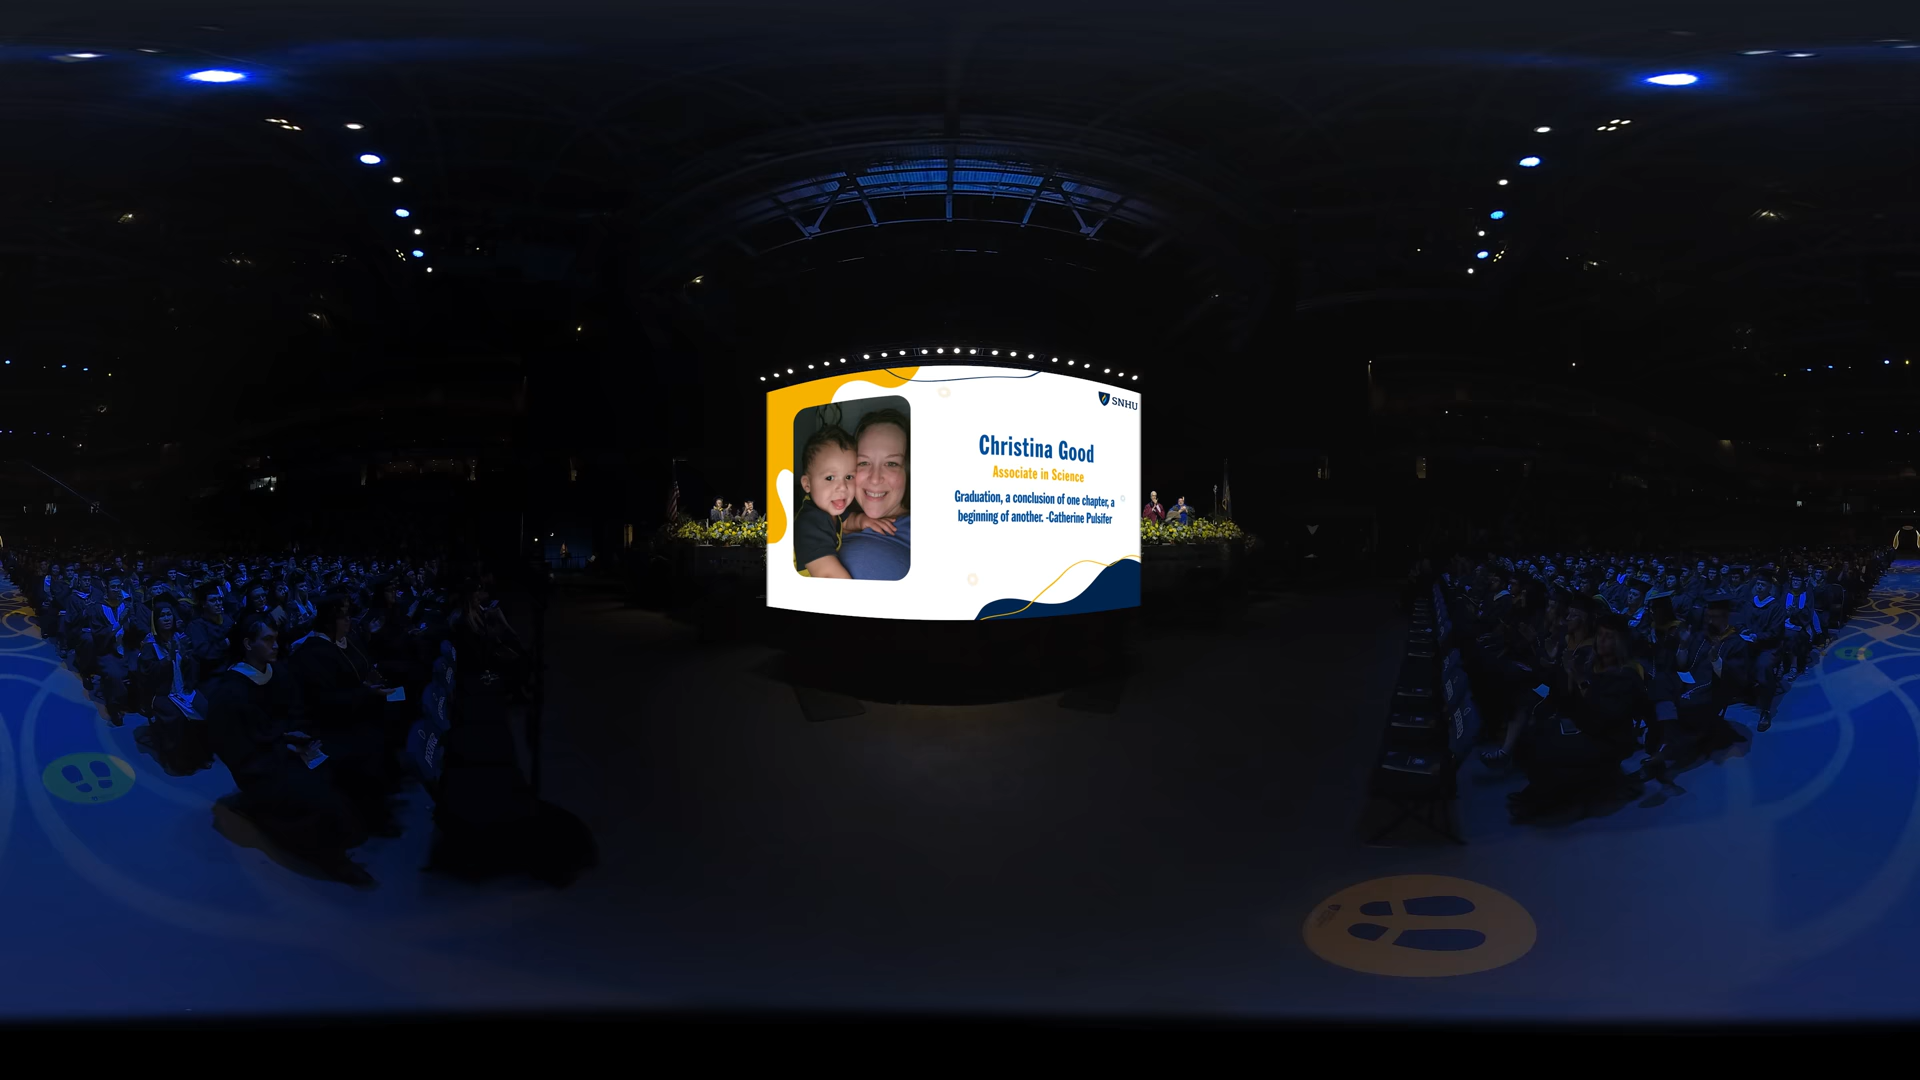 SNHU
Christina Good
Associate in Science
Graduation, a conclusion of one chapter, a
beginning of another. -Catherine Pulsifer